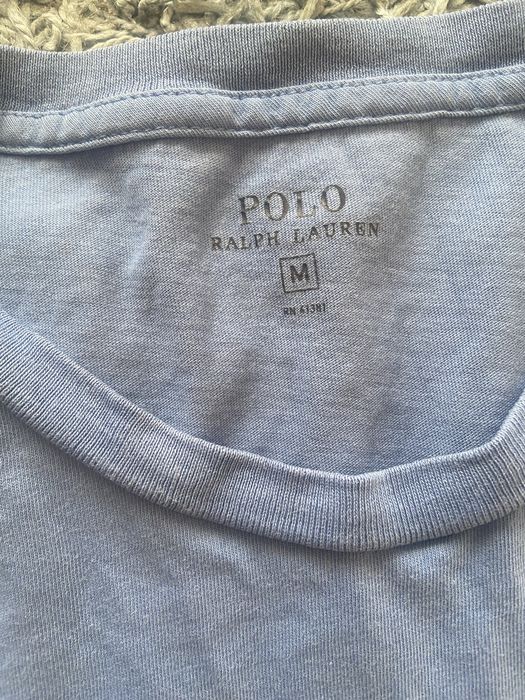 POLO
RALPH LAUREN
M
RN 41381